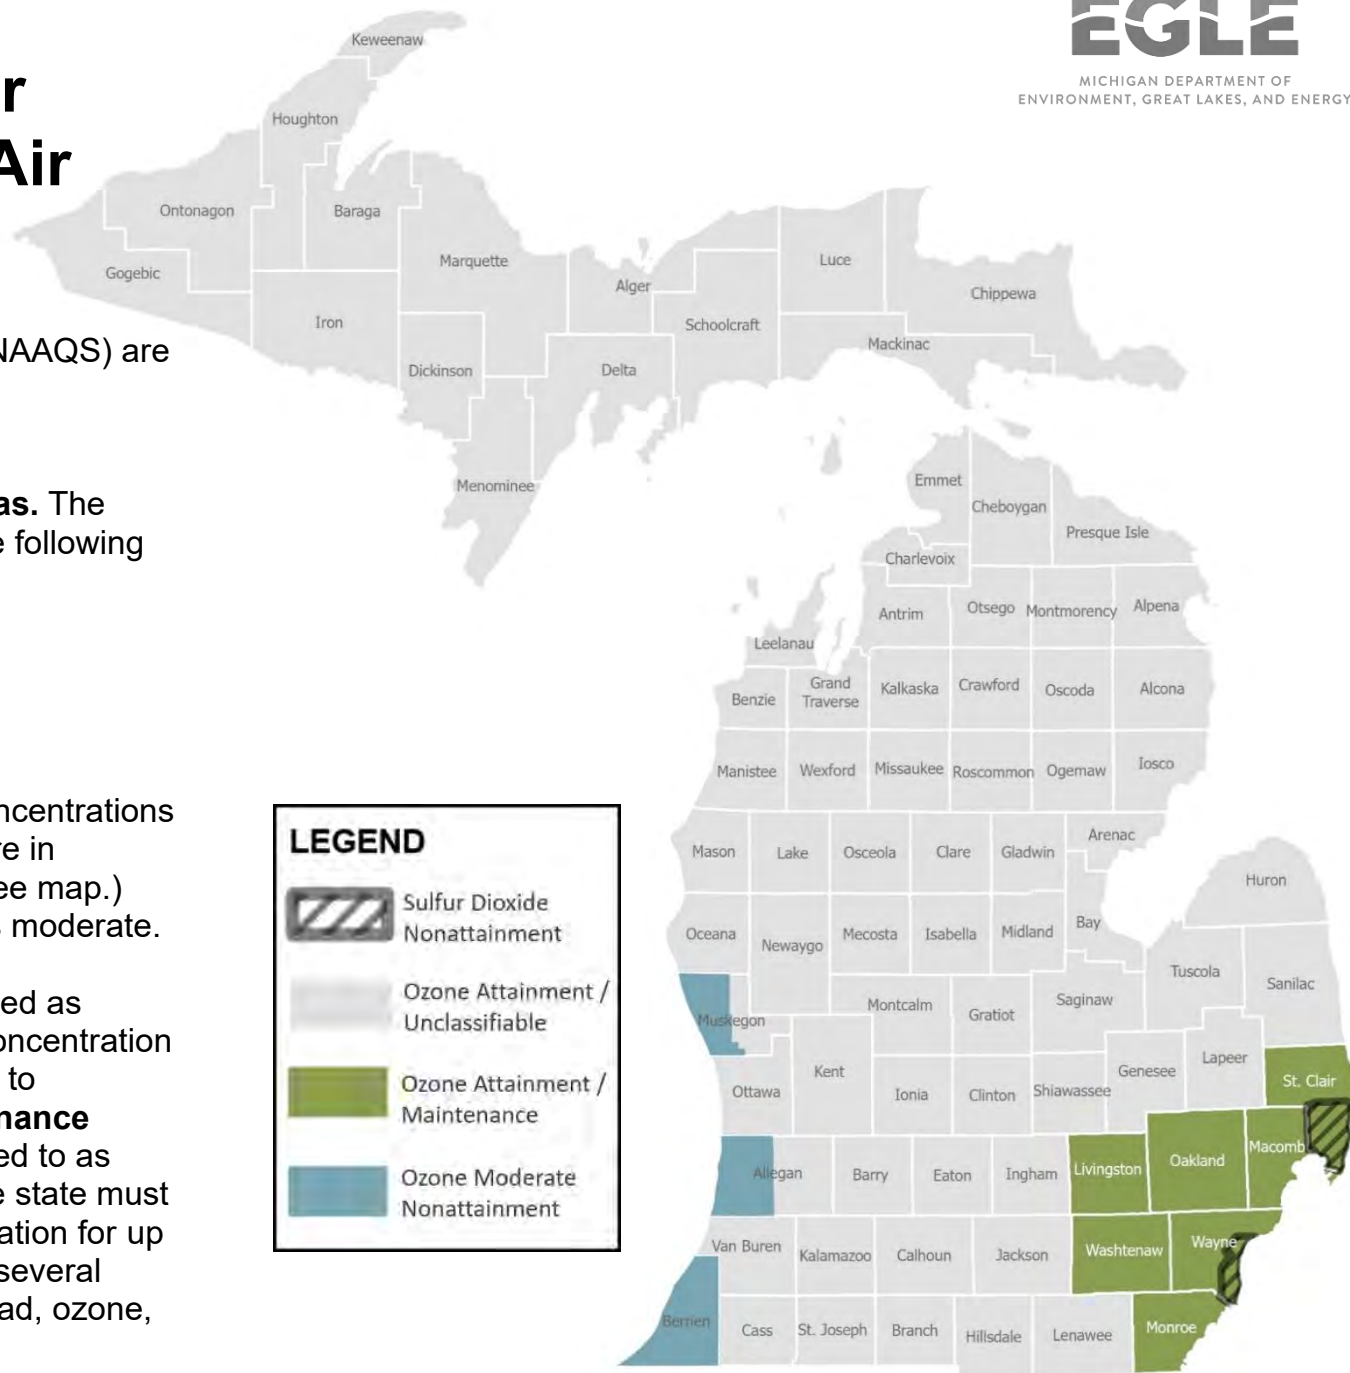 EGLE
MICHIGAN DEPARTMENT OF
ENVIRONMENT, GREAT LAKES, AND ENERGY
r
Air
NAAQS) are
as. The
e following
ncentrations
re in
ee map.)
s moderate.
ed as
oncentration
to
nance
ed to as
e state must
ation for up
several
ad, ozone,
Keweenaw
Houghton
Ontonagon
Baraga
Gogebic
Marquette
Alger
Luce
Chippewa
Iron
Schoolcraft
Mackinac
Dickinson
Delta
Menominee
Emmet
Cheboygan
Presque Isle
Charlevoix
Antrim
Otsego
Montmorency
Alpena
Leelanau
Benzie
Grand
Traverse
Kalkaska
Crawford
Oscoda
Alcona
Manistee
Wexford
Missaukee
Roscommon
Ogemaw
Iosco
Mason
Lake
Osceola
Clare
Gladwin
Arenac
Huron
Oceana
Newaygo
Mecosta
Isabella
Midland
Bay
Tuscola
Sanilac
Muskegon
Montcalm
Gratiot
Saginaw
Ottawa
Kent
Ionia
Clinton
Shiawassee
Genesee
Lapeer
St. Clair
Allegan
Barry
Eaton
Ingham
Livingston
Oakland
Macomb
Van Buren
Kalamazoo
Calhoun
Jackson
Washtenaw
Wayne
Berrien
Cass
St. Joseph
Branch
Hillsdale
Lenawee
Monroe
LEGEND
Sulfur Dioxide
Nonattainment
Ozone Attainment /
Unclassifiable
Ozone Attainment /
Maintenance
Ozone Moderate
Nonattainment